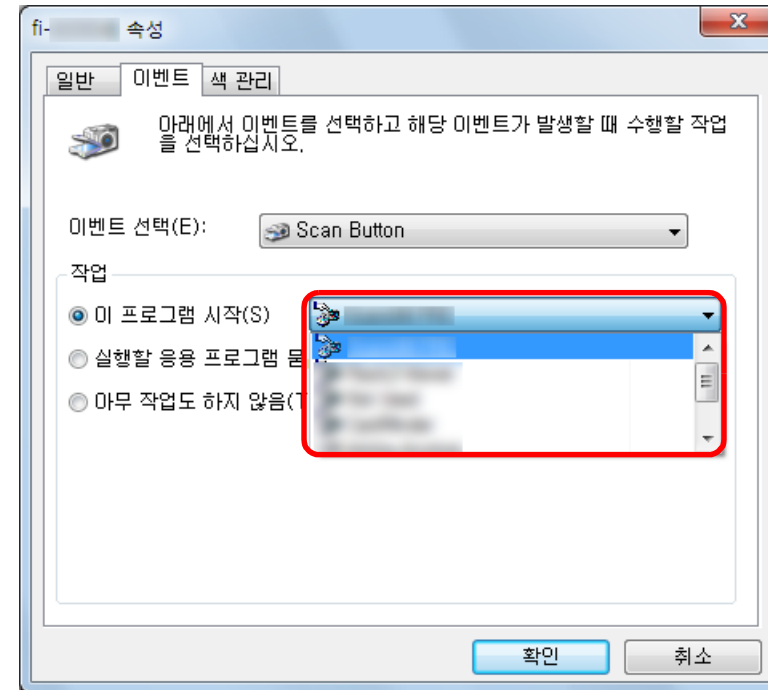 fi- 속성
일반 이벤트 색 관리
아래에서 이벤트를 선택하고 해당 이벤트가 발생할 때 수행할 작업
을 선택하십시오.
이벤트 선택(E): Scan Button
작업
이 프로그램 시작(S)
실행할 응용 프로그램 묻
아무 작업도 하지 않음(T
확인 취소